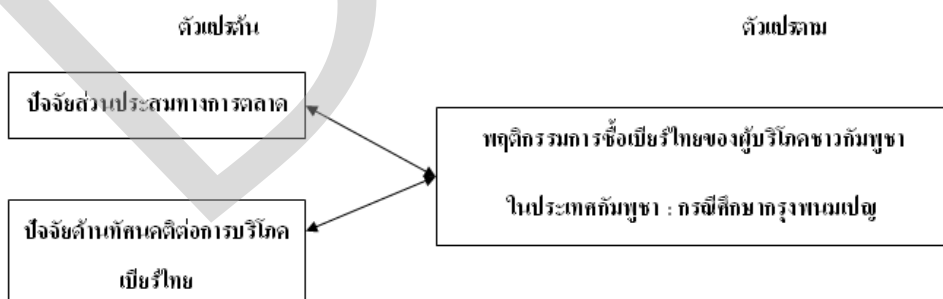 ตัวแปรต้น
ตัวแปรตาม
ปัจจัยส่วนประสมทางการตลาด
ปัจจัยด้านทัศนคติต่อการบริโภค
เบียร์ไทย
พฤติกรรมการซื้อเบียร์ไทยของผู้บริโภคชาวกัมพูชา
ในประเทศกัมพูชา : กรณีศึกษากรุงพนมเปญ